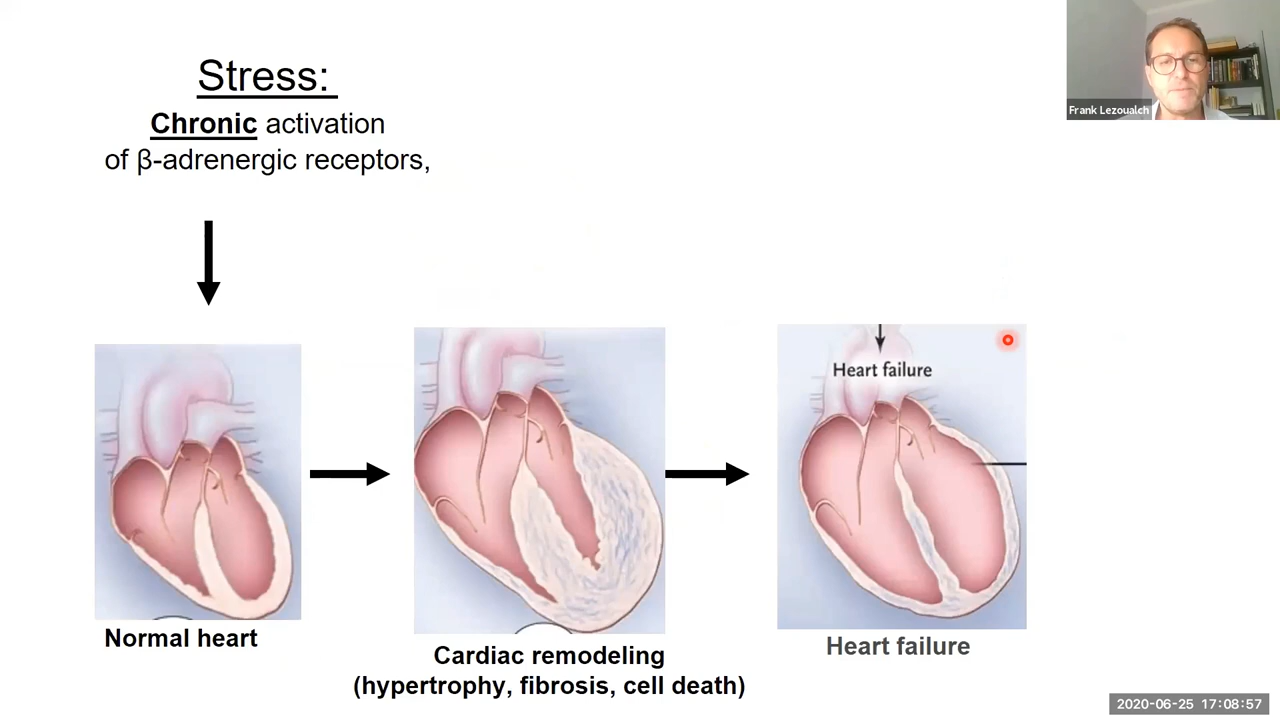 Stress:
Chronic activation
of β-adrenergic receptors,
Frank Lezoualch
Heart failure
Normal heart
Cardiac remodeling
(hypertrophy, fibrosis, cell death)
Heart failure
2020-06-25 17:08:57